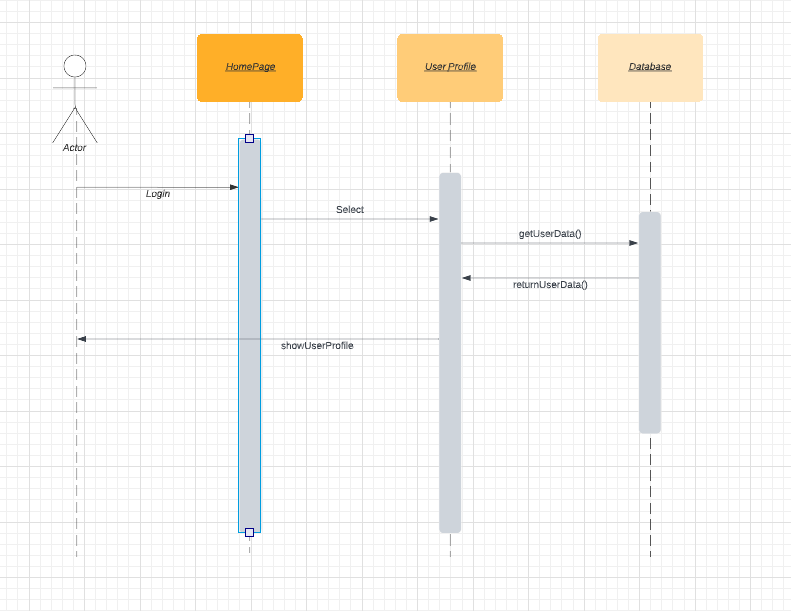 HomePage
User Profile
Database
Actor
Login
Select
getUserData()
returnUserData()
showUserProfile